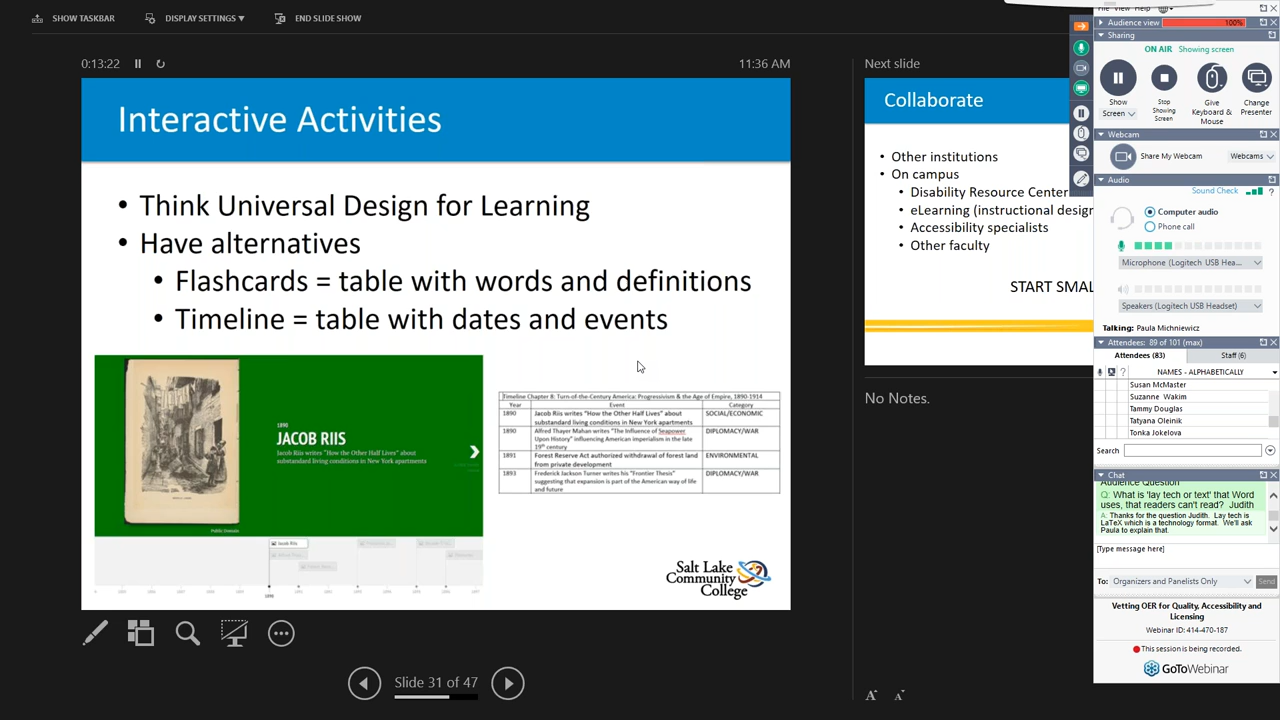 SHOW TASKBAR
DISPLAY SETTINGS ▼
END SLIDE SHOW
0:13:22
11:36 AM
Interactive Activities
• Think Universal Design for Learning
• Have alternatives
• Flashcards = table with words and definitions
• Timeline = table with dates and events
1890
JACOB RIIS
Jacob Riis writes "How the Other Half Lives" about
substandard living conditions in New York apartments
Public Domain
Jacob Riis
1890
Timeline Chapter 8: Turn-of-the-Century America: Progressivism & the Age of Empire, 1890-1914
Year Event Category
1890 Jacob Riis writes "How the Other Half Lives" about SOCIAL/ECONOMIC
substandard living conditions in New York apartments
1890 Alfred Thayer Mahan writes "The Influence of Seapower DIPLOMACY/WAR
Upon History" influencing American imperialism in the late
19th century
1891 Forest Reserve Act authorized withdrawal of forest land ENVIRONMENTAL
from private development
1893 Frederick Jackson Turner writes his "Frontier Thesis" DIPLOMACY/WAR
suggesting that expansion is part of the American way of life
and future
Salt Lake
Community
College
Slide 31 of 47
Next slide
Collaborate
• Other institutions
• On campus
• Disability Resource Center
• eLearning (instructional design
• Accessibility specialists
• Other faculty
START SMAL
No Notes.
File View Help
Audience view 100%
Sharing
ON AIR Showing screen
Show
Screen
Stop
Showing
Screen
Give
Keyboard &
Mouse
Change
Presenter
Webcam
Share My Webcam
Webcams
Audio
Sound Check ?
Computer audio
Phone call
Microphone (Logitech USB Hea...
Speakers (Logitech USB Headset)
Talking: Paula Michniewicz
Attendees: 89 of 101 (max)
Attendees (83)
Staff (6)
NAMES - ALPHABETICALLY
Susan McMaster
Suzanne Wakim
Tammy Douglas
Tatyana Oleinik
Tonka Jokelova
Search
Chat
Audience Question
Q: What is 'lay tech or text' that Word
uses, that readers can't read? Judith
A: Thanks for the question Judith. Lay tech is
LaTeX which is a technology format. We'll ask
Paula to explain that.
[Type message here]
To: Organizers and Panelists Only
Send
Vetting OER for Quality, Accessibility and
Licensing
Webinar ID: 414-470-187
This session is being recorded.
GoToWebinar